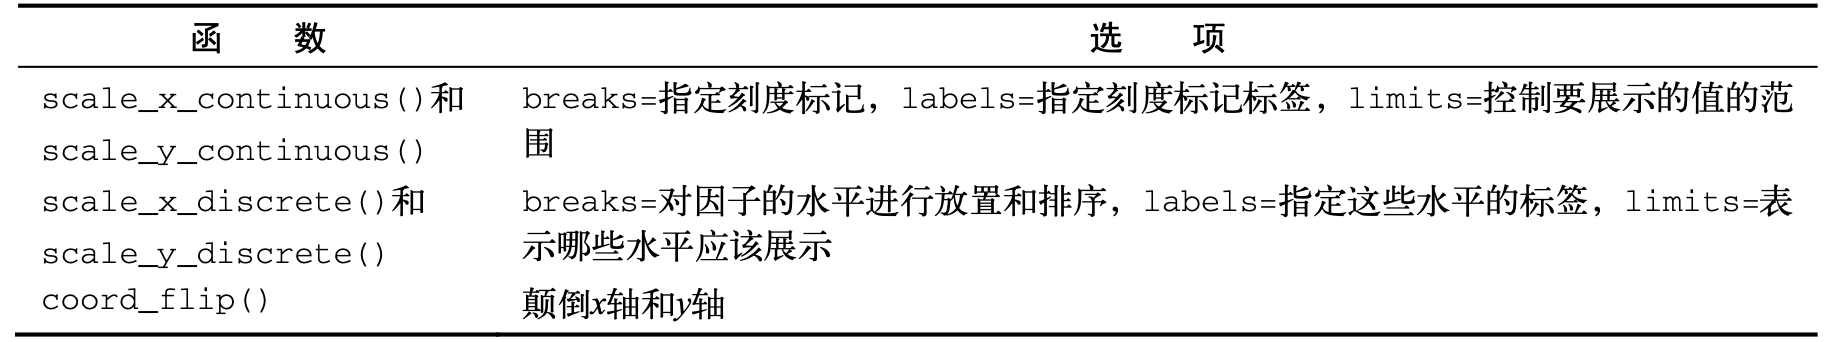 函 数 选 项
scale_x_continuous()和 breaks=指定刻度标记，labels=指定刻度标记标签，limits=控制要展示的值的范
scale_y_continuous() 围
scale_x_discrete()和 breaks=对因子的水平进行放置和排序，labels=指定这些水平的标签，limits=表
scale_y_discrete() 示哪些水平应该展示
coord_flip() 颠倒x轴和y轴